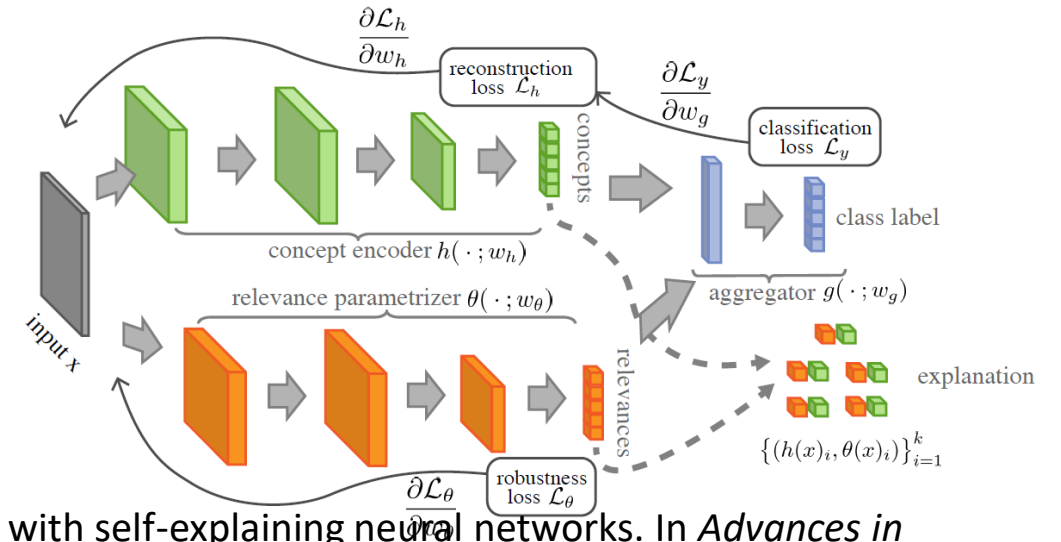 ∂ℒ_h
∂w_h
reconstruction
loss ℒ_h
∂ℒ_y
∂w_g
classification
loss ℒ_y
concepts
class label
concept encoder h( · ; w_h)
aggregator g( · ; w_g)
relevance parametrizer θ( · ; w_θ)
input x
relevances
explanation
{(h(x)_i, θ(x)_i)}_{i=1}^k
robustness
loss ℒ_θ
∂ℒ_θ
with self-explaining neural networks. In Advances in